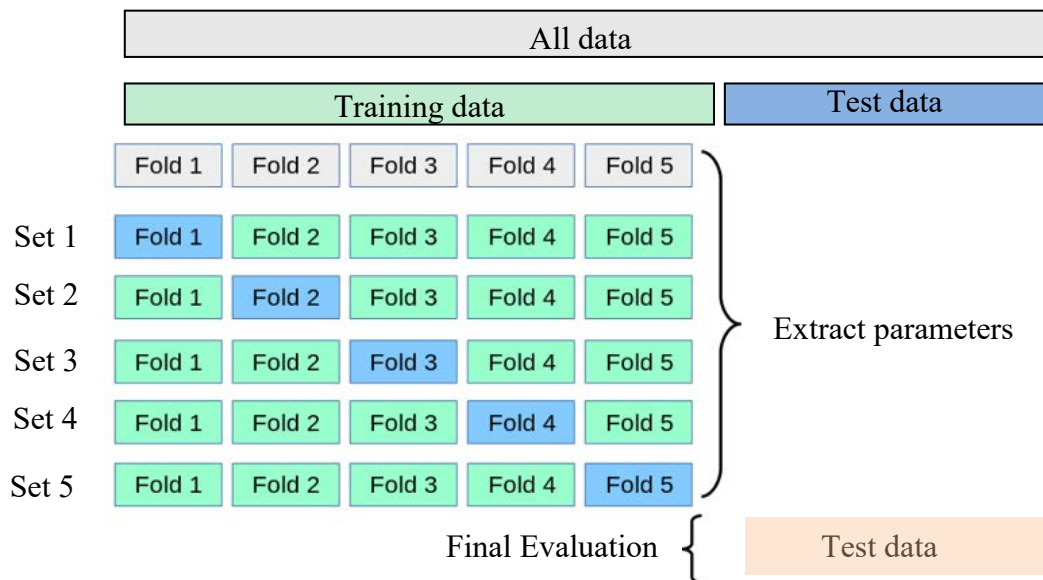 All data
Training data Test data
Fold 1 Fold 2 Fold 3 Fold 4 Fold 5
Set 1 Fold 1 Fold 2 Fold 3 Fold 4 Fold 5
Set 2 Fold 1 Fold 2 Fold 3 Fold 4 Fold 5
Extract parameters
Set 3 Fold 1 Fold 2 Fold 3 Fold 4 Fold 5
Set 4 Fold 1 Fold 2 Fold 3 Fold 4 Fold 5
Set 5 Fold 1 Fold 2 Fold 3 Fold 4 Fold 5
Final Evaluation Test data